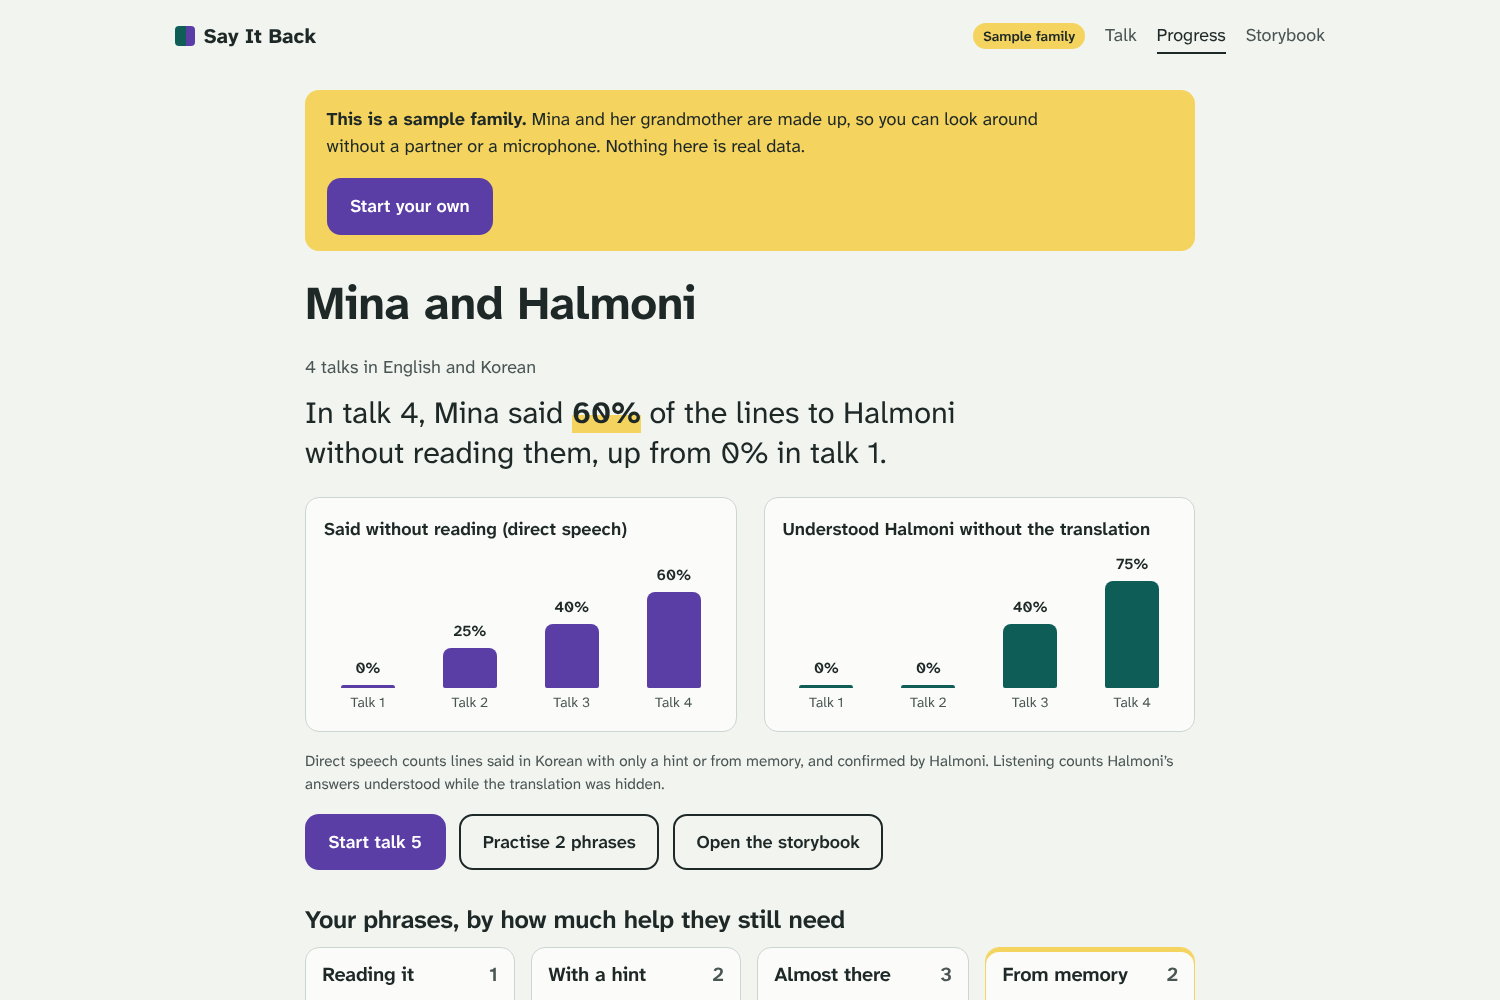 Say It Back
Sample family
Talk
Progress
Storybook
This is a sample family. Mina and her grandmother are made up, so you can look around
without a partner or a microphone. Nothing here is real data.
Start your own
Mina and Halmoni
4 talks in English and Korean
In talk 4, Mina said 60% of the lines to Halmoni
without reading them, up from 0% in talk 1.
Said without reading (direct speech)
0%
25%
40%
60%
Talk 1
Talk 2
Talk 3
Talk 4
Understood Halmoni without the translation
0%
0%
40%
75%
Talk 1
Talk 2
Talk 3
Talk 4
Direct speech counts lines said in Korean with only a hint or from memory, and confirmed by Halmoni. Listening counts Halmoni's
answers understood while the translation was hidden.
Start talk 5
Practise 2 phrases
Open the storybook
Your phrases, by how much help they still need
Reading it 1
With a hint 2
Almost there 3
From memory 2